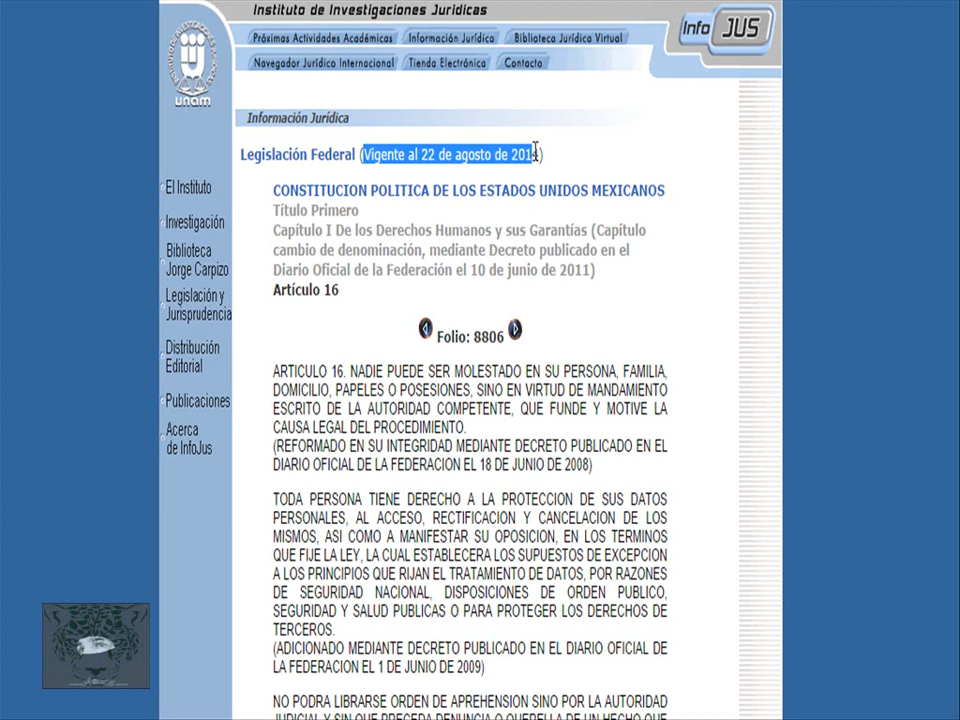 Instituto de Investigaciones Jurídicas
Próximas Actividades Académicas Información Jurídica Biblioteca Jurídica Virtual
Info JUS
Navegador Jurídico Internacional Tienda Electrónica Contacto
unam
Información Jurídica
Legislación Federal (Vigente al 22 de agosto de
CONSTITUCION POLITICA DE LOS ESTADOS UNIDOS MEXICANOS
Título Primero
Capítulo I De los Derechos Humanos y sus Garantías (Capítulo
cambio de denominación, mediante Decreto publicado en el
Diario Oficial de la Federación el 10 de junio de 2011)
Artículo 16
El Instituto
Investigación
Biblioteca
Jorge Carpizo
Legislación y
Jurisprudencia
Distribución
Editorial
Publicaciones
Acerca
de InfoJus
Folio: 8806
ARTICULO 16. NADIE PUEDE SER MOLESTADO EN SU PERSONA, FAMILIA,
DOMICILIO, PAPELES O POSESIONES, SINO EN VIRTUD DE MANDAMIENTO
ESCRITO DE LA AUTORIDAD COMPETENTE, QUE FUNDE Y MOTIVE LA
CAUSA LEGAL DEL PROCEDIMIENTO.
(REFORMADO EN SU INTEGRIDAD MEDIANTE DECRETO PUBLICADO EN EL
DIARIO OFICIAL DE LA FEDERACION EL 18 DE JUNIO DE 2008)
TODA PERSONA TIENE DERECHO A LA PROTECCION DE SUS DATOS
PERSONALES, AL ACCESO, RECTIFICACION Y CANCELACION DE LOS
MISMOS, ASI COMO A MANIFESTAR SU OPOSICION, EN LOS TERMINOS
QUE FIJE LA LEY, LA CUAL ESTABLECERA LOS SUPUESTOS DE EXCEPCION
A LOS PRINCIPIOS QUE RIJAN EL TRATAMIENTO DE DATOS, POR RAZONES
DE SEGURIDAD NACIONAL, DISPOSICIONES DE ORDEN PUBLICO,
SEGURIDAD Y SALUD PUBLICAS O PARA PROTEGER LOS DERECHOS DE
TERCEROS.
(ADICIONADO MEDIANTE DECRETO PUBLICADO EN EL DIARIO OFICIAL DE
LA FEDERACION EL 1 DE JUNIO DE 2009)
NO PODRA LIBRARSE ORDEN DE APREHENSION SINO POR LA AUTORIDAD
JUDICIAL Y SIN QUE PRECEDA DENUNCIA O QUERELLA DE UN HECHO QUE